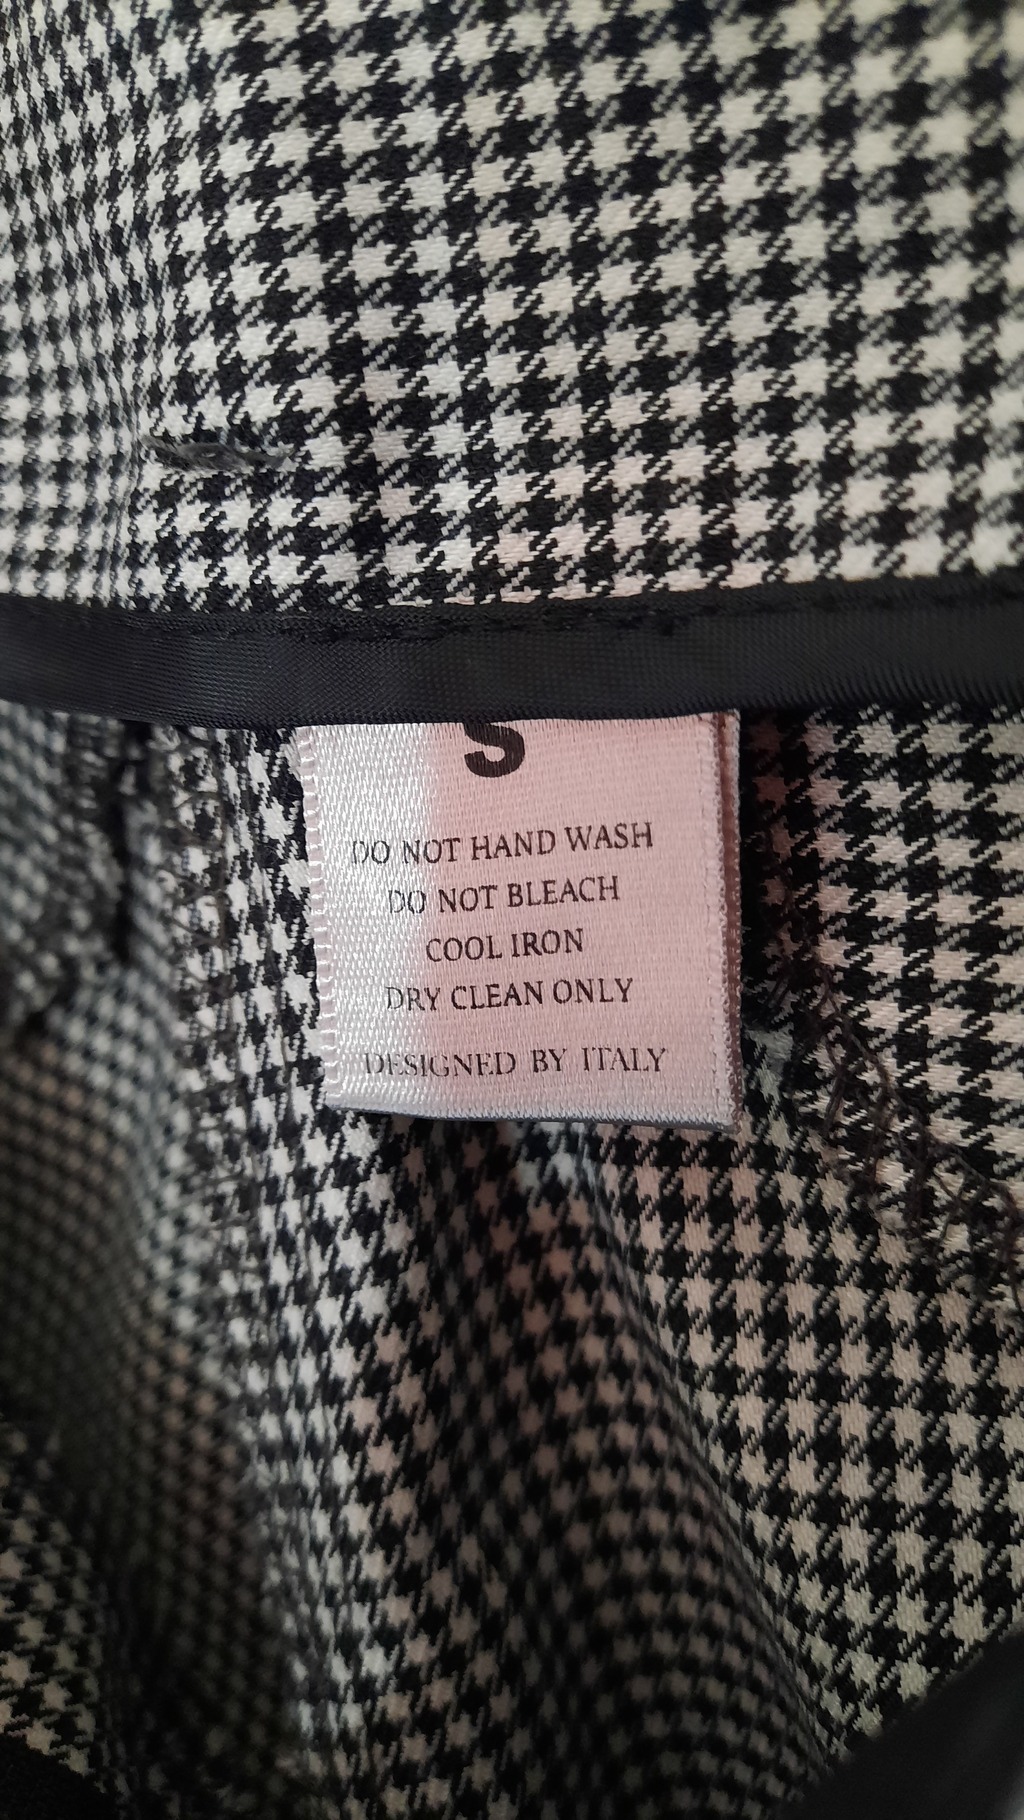 S
DO NOT HAND WASH
DO NOT BLEACH
COOL IRON
DRY CLEAN ONLY
DESIGNED BY ITALY